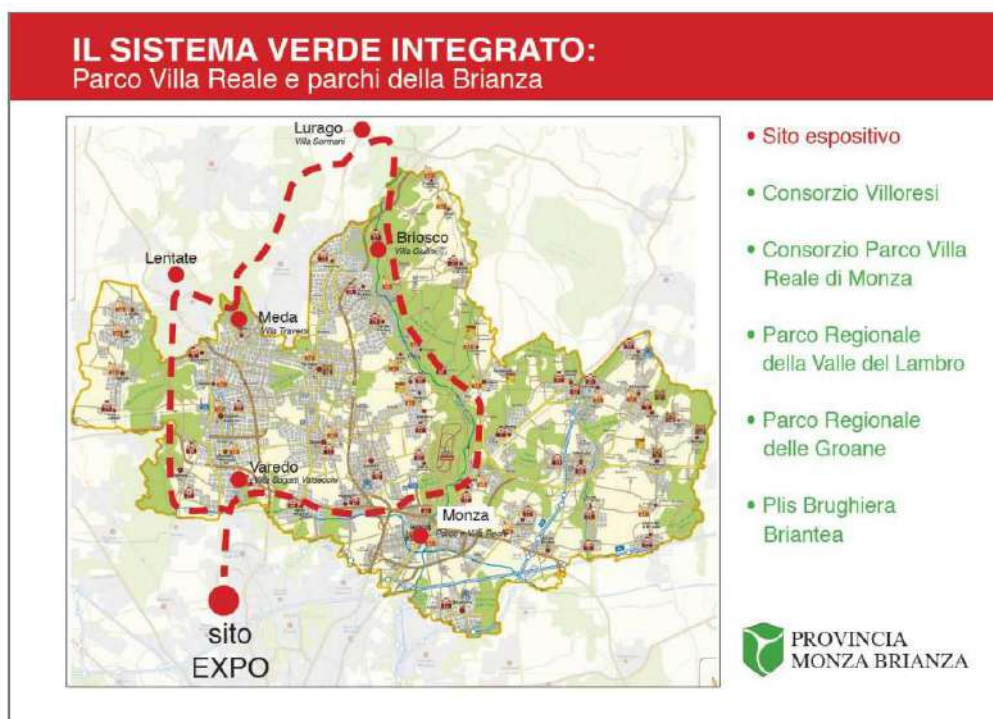 IL SISTEMA VERDE INTEGRATO:
Parco Villa Reale e parchi della Brianza
Lurago
Villa Sormani
Briosco
Lentate
Meda
Villa Traversi
Varedo
Monza
sito
EXPO
• Sito espositivo
• Consorzio Villoresi
• Consorzio Parco Villa
Reale di Monza
• Parco Regionale
della Valle del Lambro
• Parco Regionale
delle Groane
• Plis Brughiera
Briantea
PROVINCIA
MONZA BRIANZA